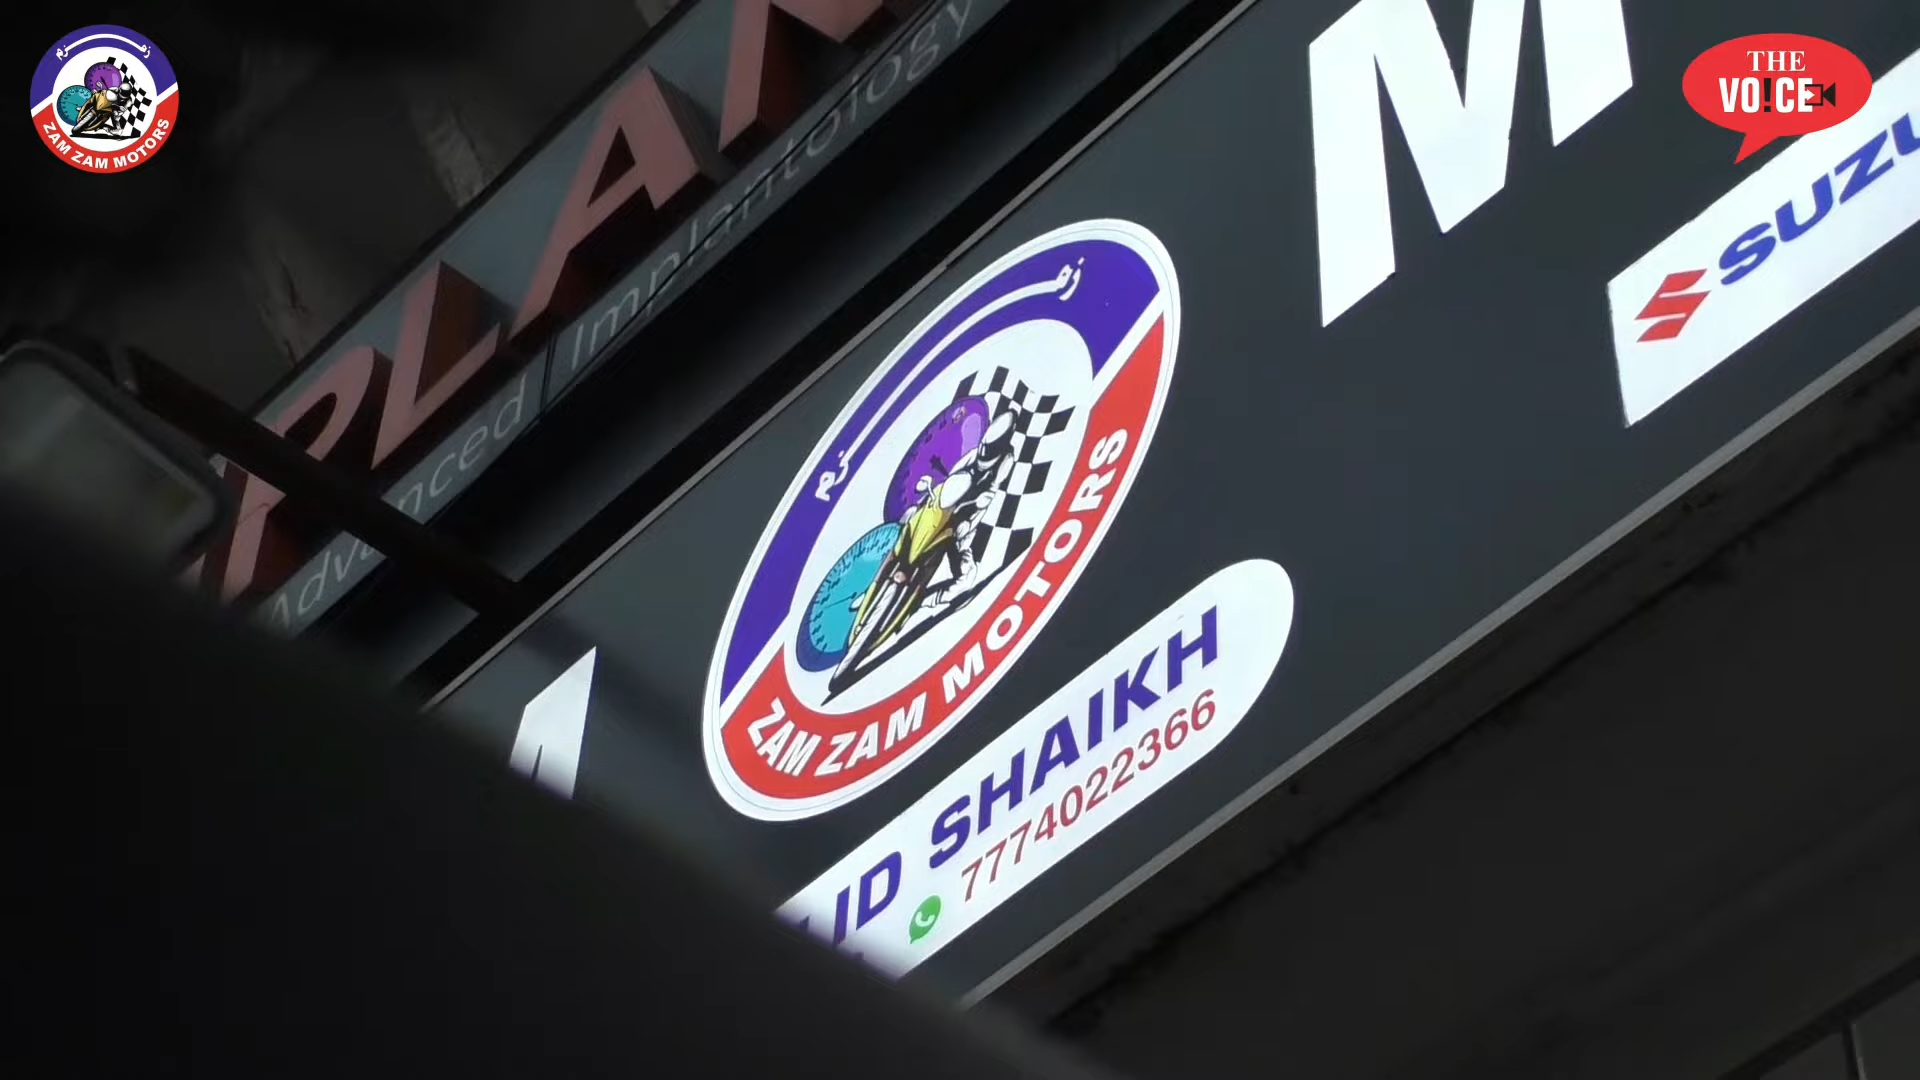 زم زم
ZAM ZAM MOTORS
THE
VO!CE
PLAN
Advanced Implantology
M
SUZU
زم زم
ZAM ZAM MOTORS
SHAIKH
7774022366